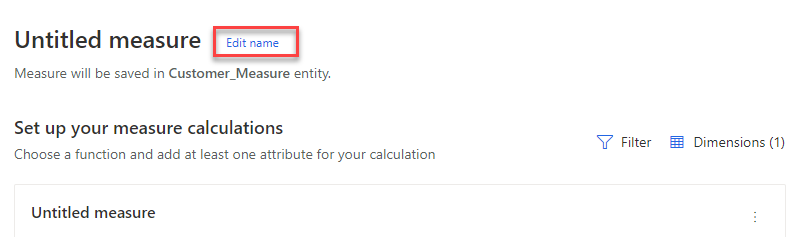 Untitled measure Edit name
Measure will be saved in Customer_Measure entity.
Set up your measure calculations
Choose a function and add at least one attribute for your calculation
Filter Dimensions (1)
Untitled measure